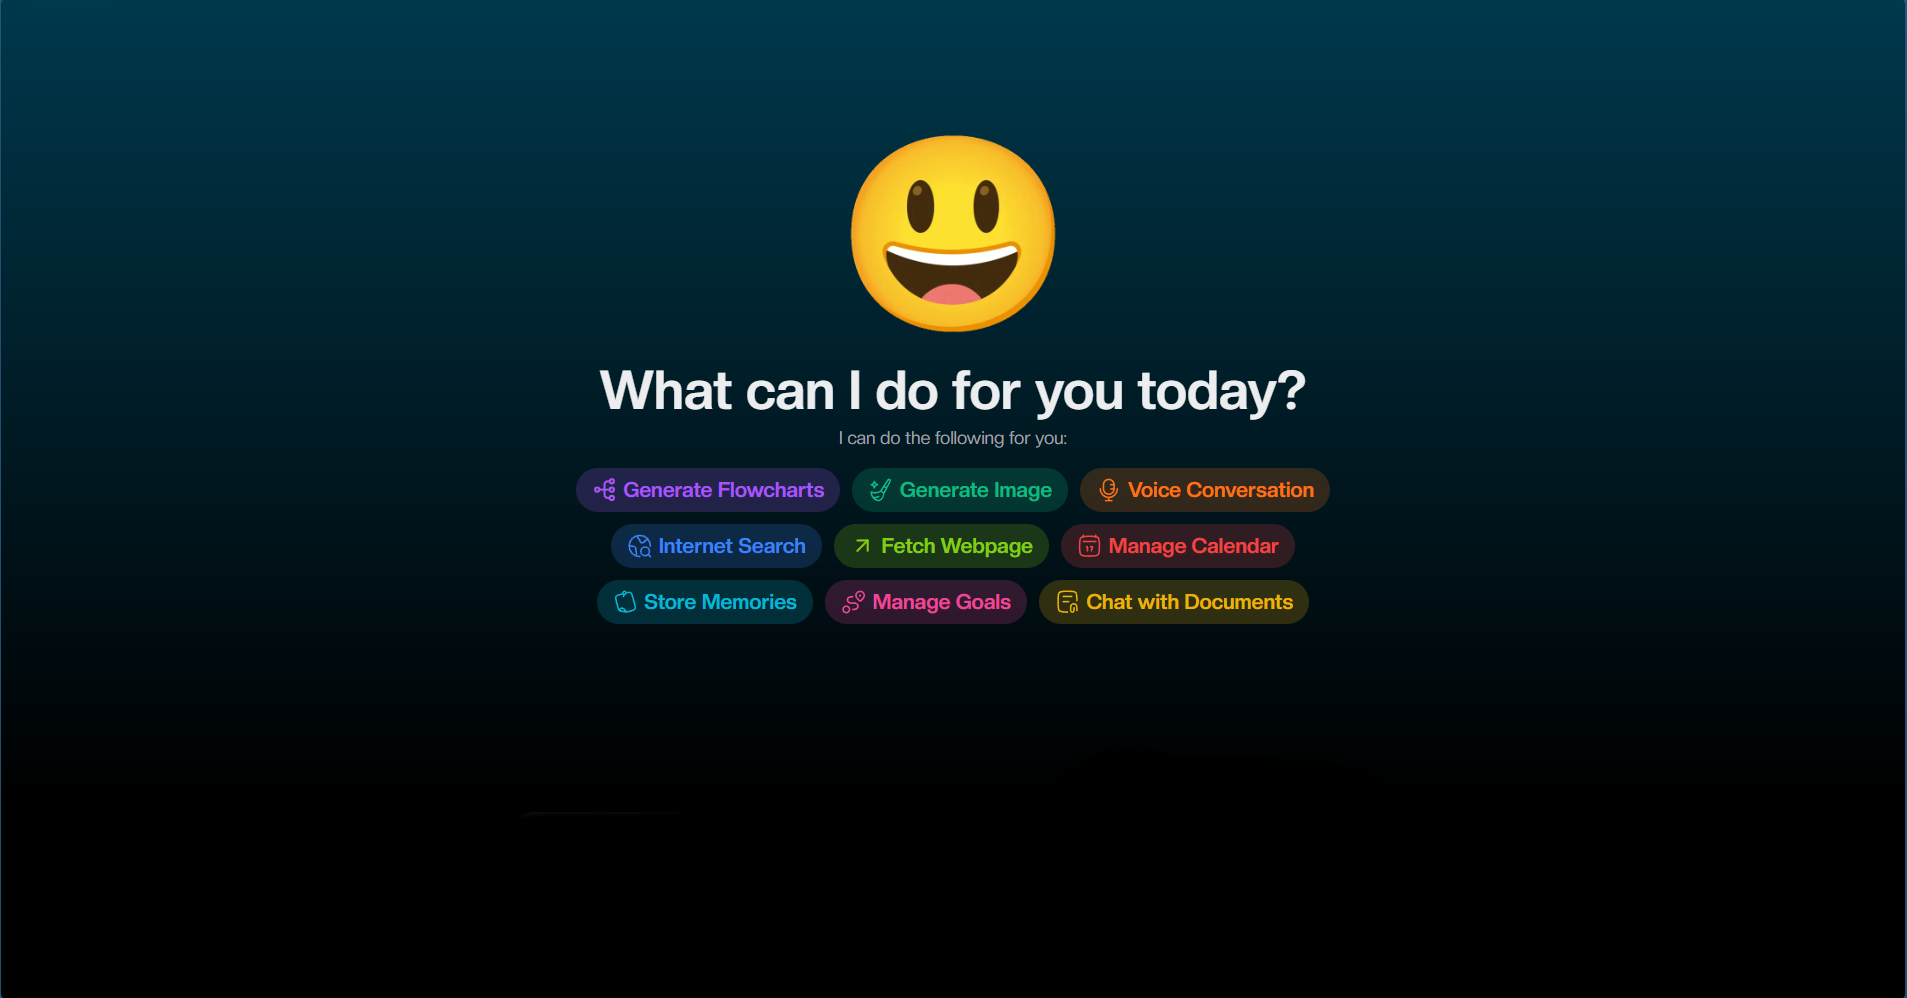 What can I do for you today?
I can do the following for you:
Generate Flowcharts
Generate Image
Voice Conversation
Internet Search
Fetch Webpage
Manage Calendar
17
Store Memories
Manage Goals
Chat with Documents